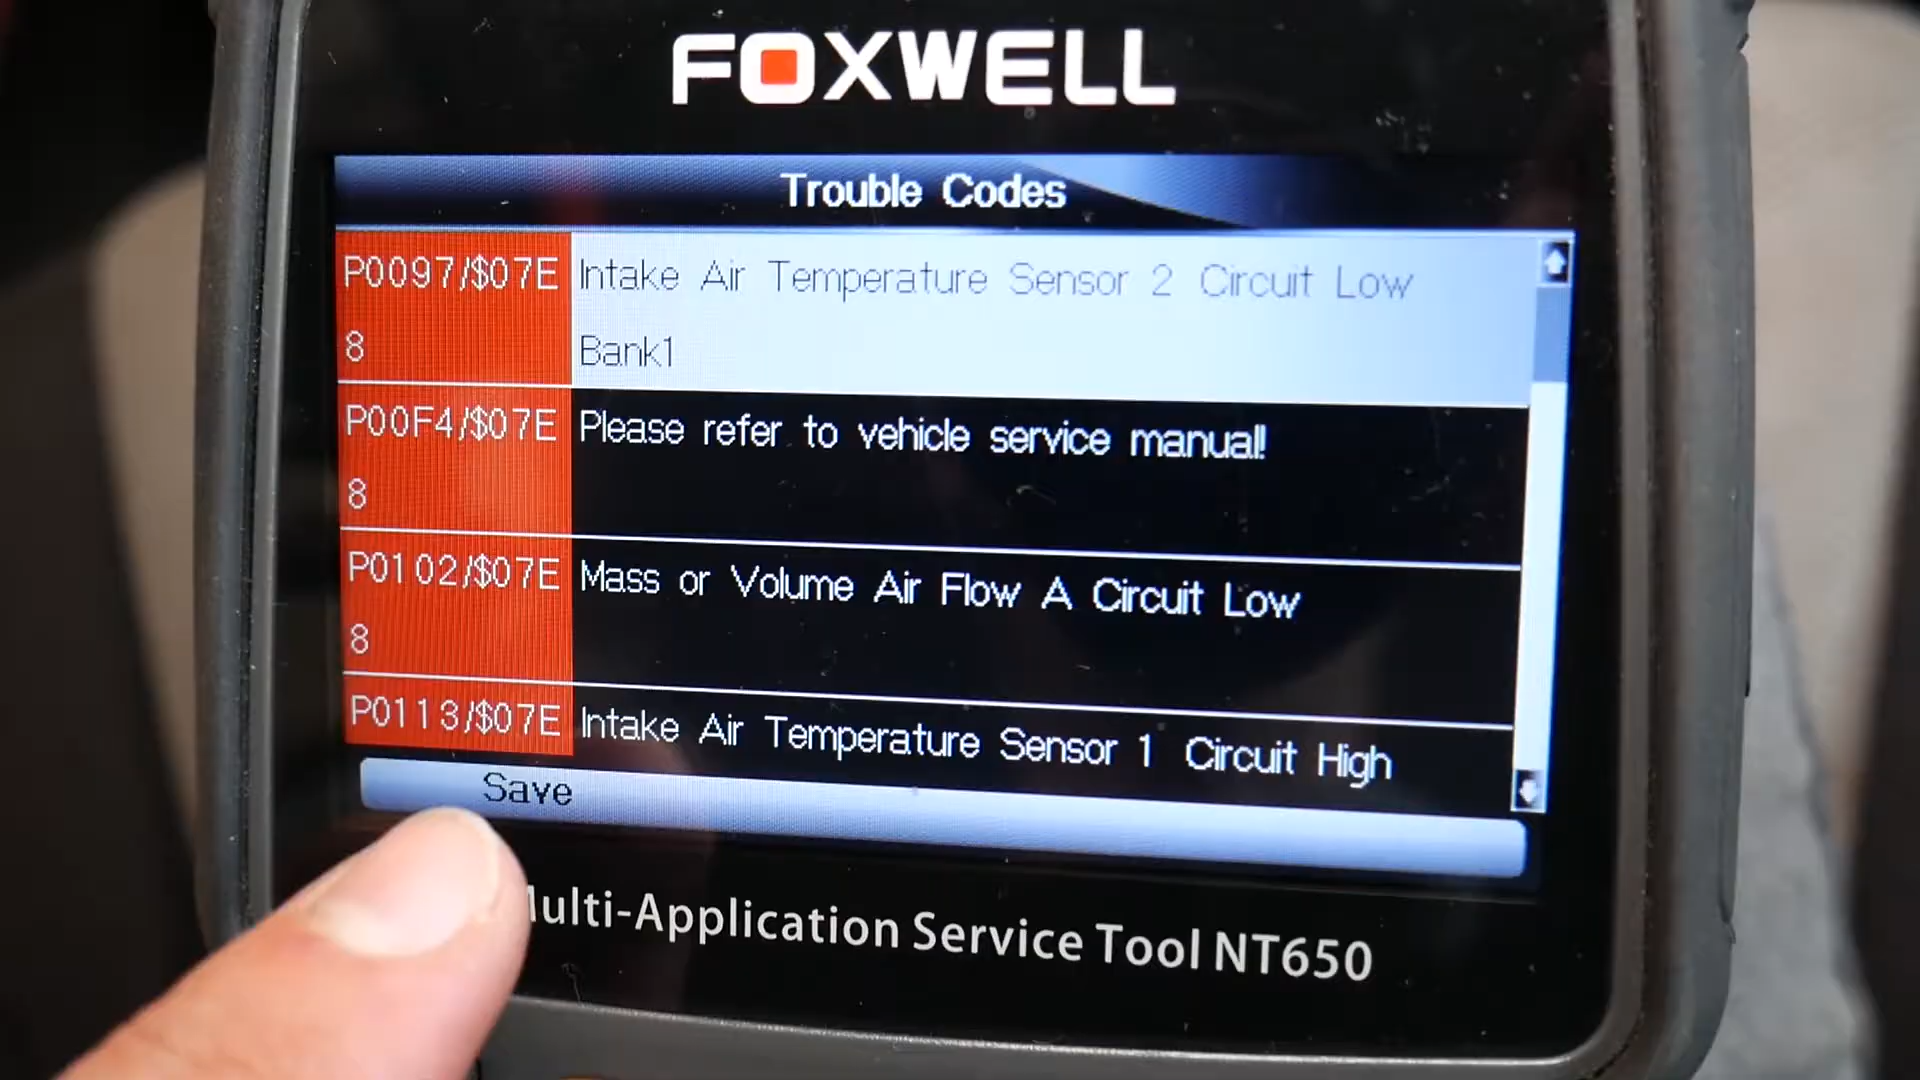 FOXWELL
Trouble Codes
P0097/$07E Intake Air Temperature Sensor 2 Circuit Low
8 Bank1
P00F4/$07E Please refer to vehicle service manual!
8
P0102/$07E Mass or Volume Air Flow A Circuit Low
8
P0113/$07E Intake Air Temperature Sensor 1 Circuit High
Save
Multi-Application Service Tool NT650